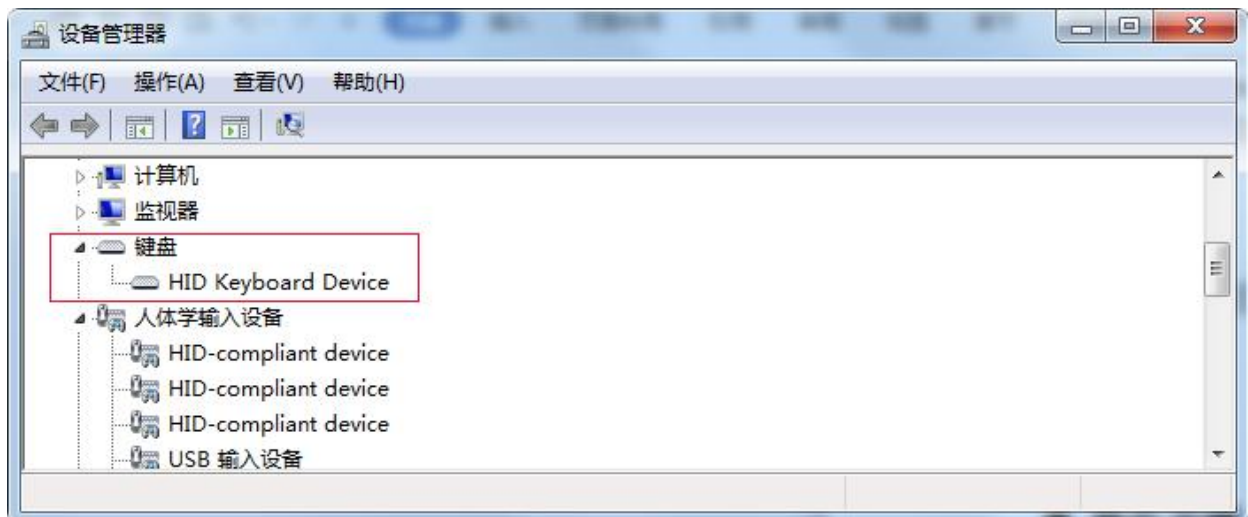 设备管理器
文件(F) 操作(A) 查看(V) 帮助(H)
计算机
监视器
键盘
HID Keyboard Device
人体学输入设备
HID-compliant device
HID-compliant device
HID-compliant device
USB 输入设备